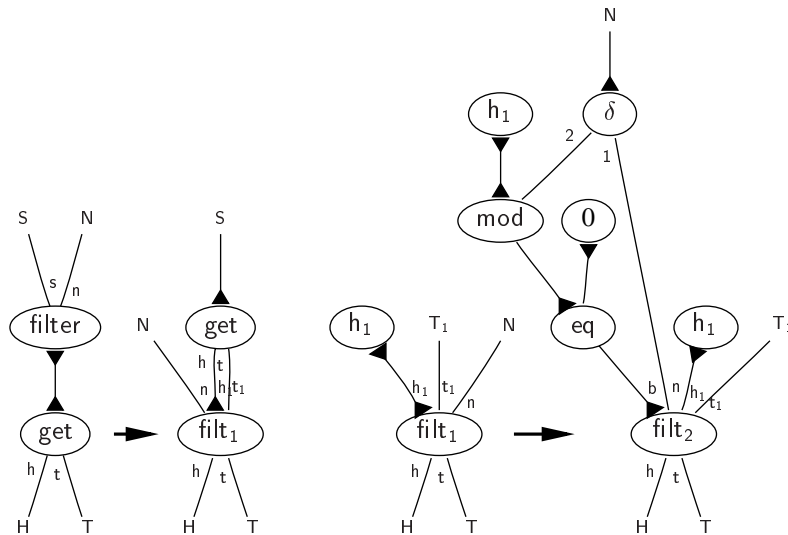 N
h₁
δ
2
1
S N S
mod 0
s n
filter N get h₁ T₁ N eq h₁ T₁
h t
n h₁ t₁
h₁ t₁ n
b n h₁ t₁
get filt₁ filt₁ filt₂
h t h t h t h t
H T H T H T H T